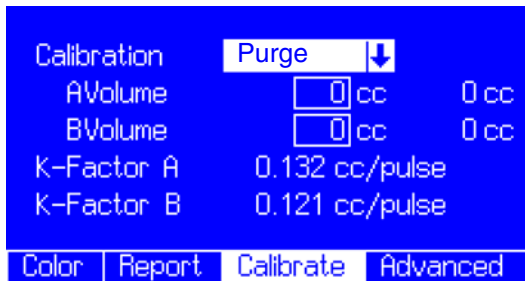 Calibration Purge
AVolume 0 cc 0 cc
BVolume 0 cc 0 cc
K-Factor A 0.132 cc/pulse
K-Factor B 0.121 cc/pulse
Color Report Calibrate Advanced